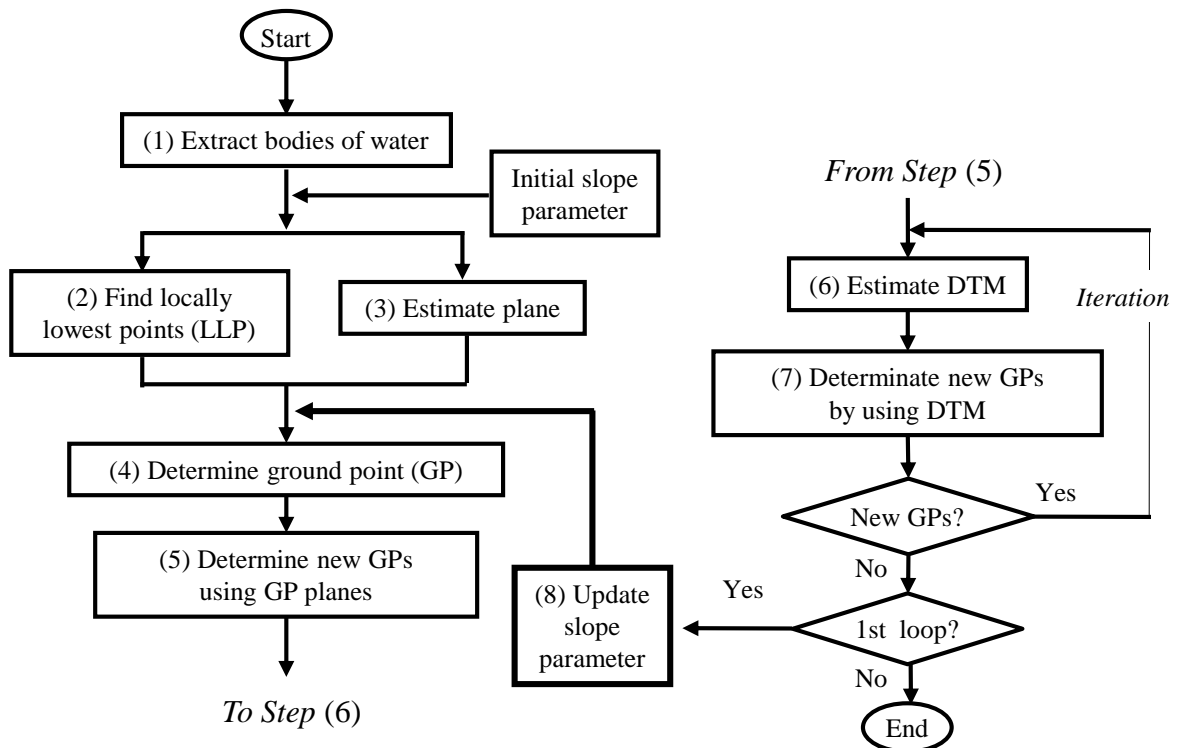 Start
(1) Extract bodies of water
Initial slope
parameter
(2) Find locally
lowest points (LLP)
(3) Estimate plane
(4) Determine ground point (GP)
(5) Determine new GPs
using GP planes
To Step (6)
From Step (5)
(6) Estimate DTM
Iteration
(7) Determinate new GPs
by using DTM
New GPs?
Yes
No
1st loop?
Yes
(8) Update
slope
parameter
No
End